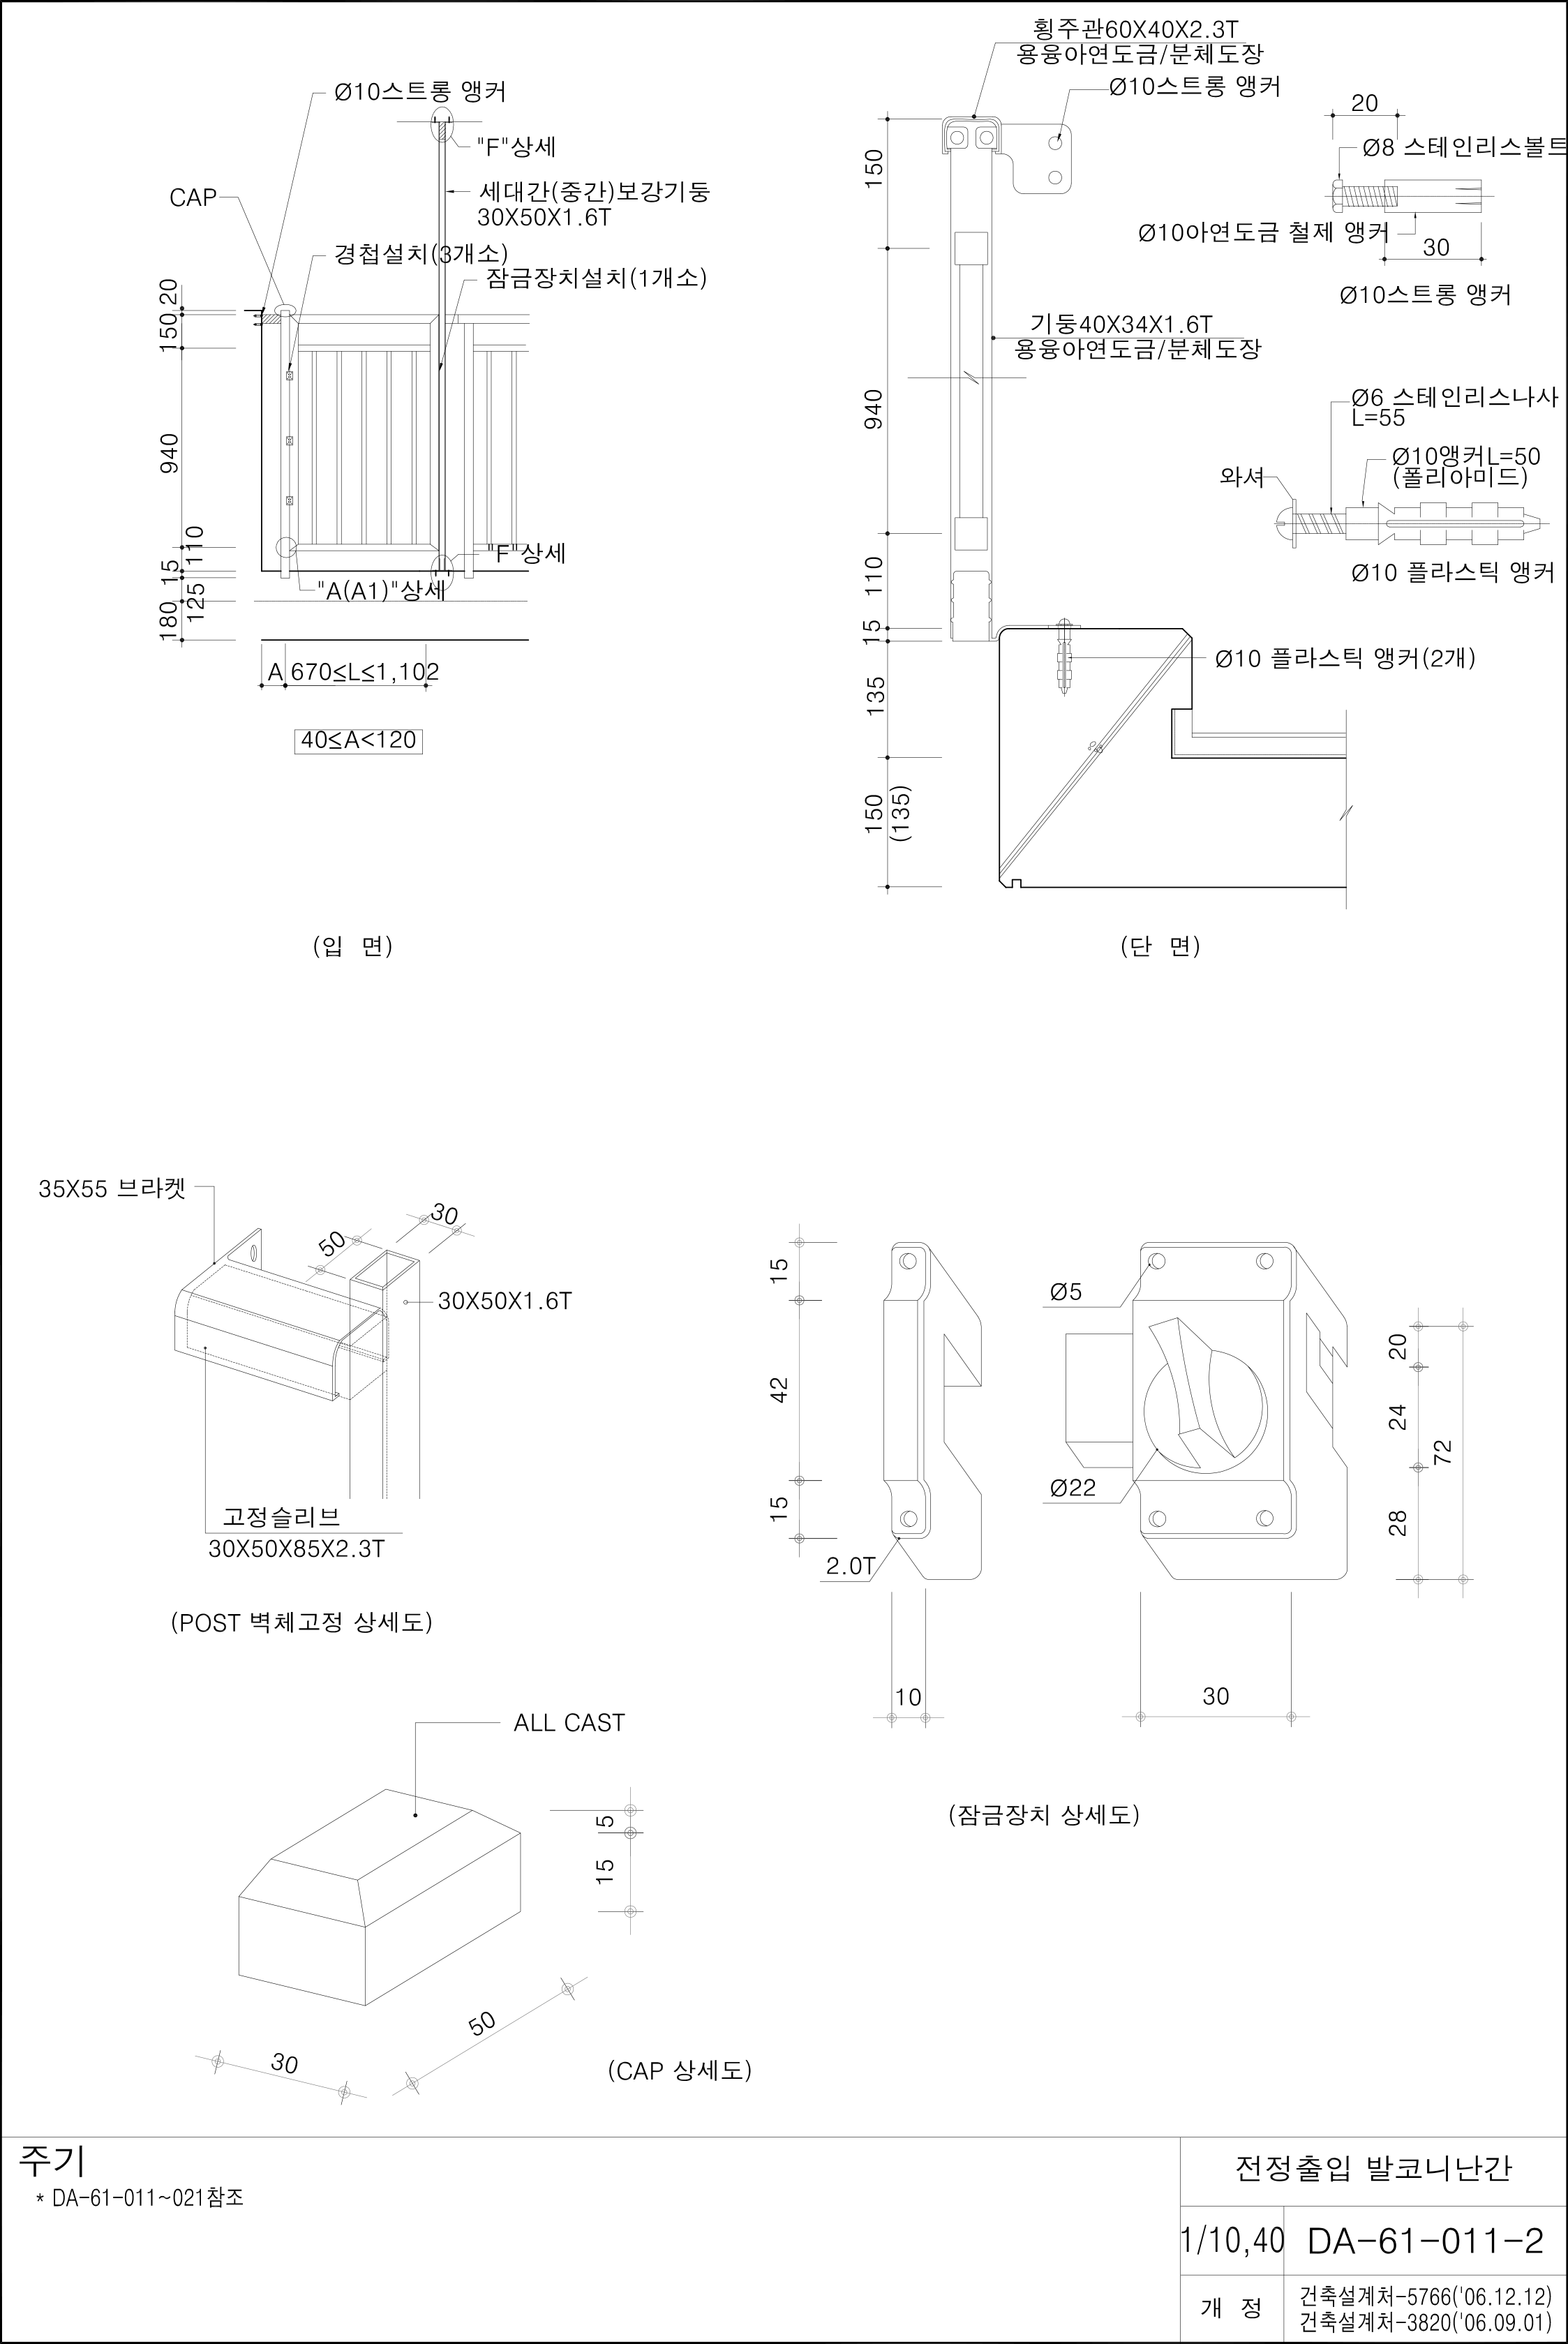 Ø10스트롱 앵커
"F"상세
세대간(중간)보강기둥
30X50X1.6T
CAP
경첩설치(3개소)
잠금장치설치(1개소)
20
150
940
110
15
125
180
"F"상세
"A(A1)"상세
A
670≤L≤1,102
40≤A<120
(입 면)
횡주관60X40X2.3T
용융아연도금/분체도장
Ø10스트롱 앵커
150
기둥40X34X1.6T
용융아연도금/분체도장
940
110
15
135
150
(135)
Ø10 플라스틱 앵커(2개)
(단 면)
20
Ø8 스테인리스볼트
Ø10아연도금 철제 앵커
30
Ø10스트롱 앵커
Ø6 스테인리스나사
L=55
Ø10앵커L=50
(폴리아미드)
와셔
Ø10 플라스틱 앵커
35X55 브라켓
50
30
30X50X1.6T
고정슬리브
30X50X85X2.3T
(POST 벽체고정 상세도)
15
42
15
2.0T
10
Ø5
Ø22
30
20
24
28
72
(잠금장치 상세도)
ALL CAST
5
15
50
30
(CAP 상세도)
주기
* DA-61-011~021참조
전정출입 발코니난간
1/10,40
DA-61-011-2
개 정
건축설계처-5766('06.12.12)
건축설계처-3820('06.09.01)